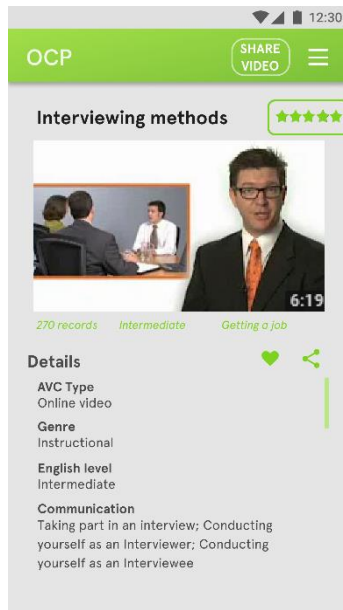 12:30
OCP
SHARE
VIDEO
Interviewing methods
6:19
270 records Intermediate Getting a job
Details
AVC Type
Online video
Genre
Instructional
English level
Intermediate
Communication
Taking part in an interview; Conducting
yourself as an Interviewer; Conducting
yourself as an Interviewee